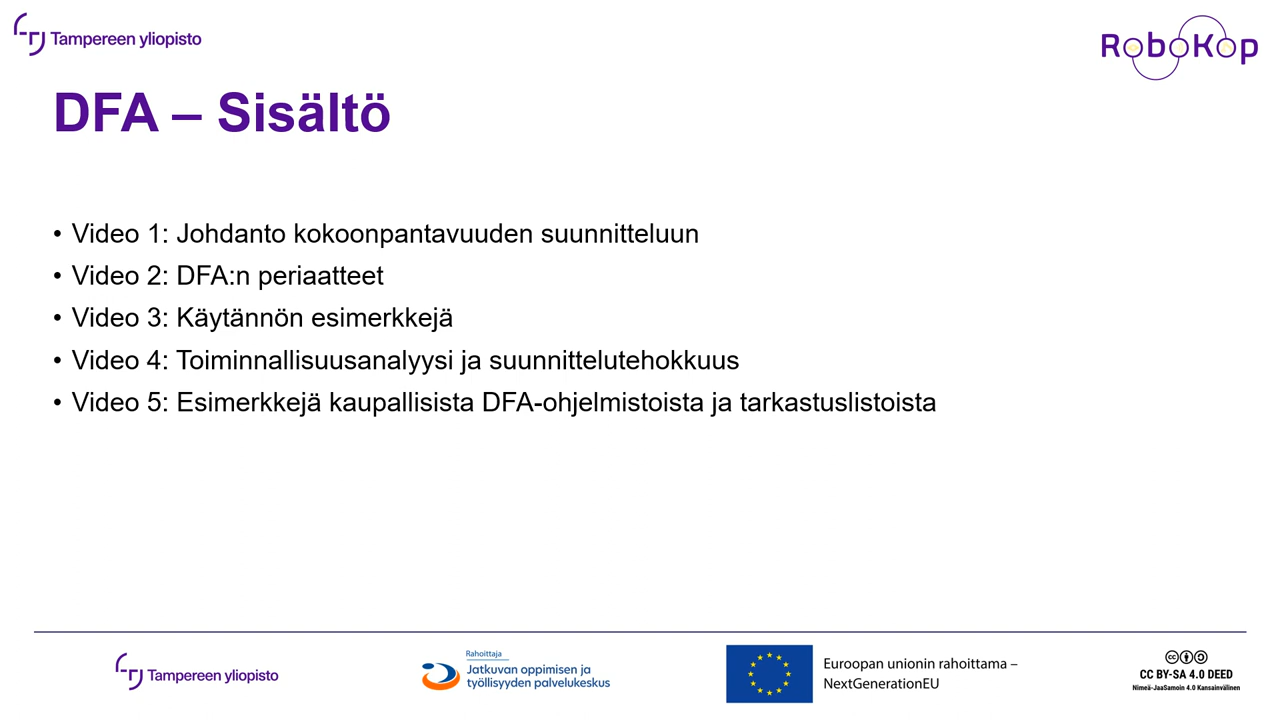 Tampereen yliopisto
RoboKop
DFA – Sisältö
• Video 1: Johdanto kokoonpantavuuden suunnitteluun
• Video 2: DFA:n periaatteet
• Video 3: Käytännön esimerkkejä
• Video 4: Toiminnallisuusanalyysi ja suunnittelutehokkuus
• Video 5: Esimerkkejä kaupallisista DFA-ohjelmistoista ja tarkastuslistoista
Tampereen yliopisto
Rahoittaja
Jatkuvan oppimisen ja
työllisyyden palvelukeskus
Euroopan unionin rahoittama –
NextGenerationEU
CC BY-SA 4.0 DEED
Nimeä-JaaSamoin 4.0 Kansainvälinen